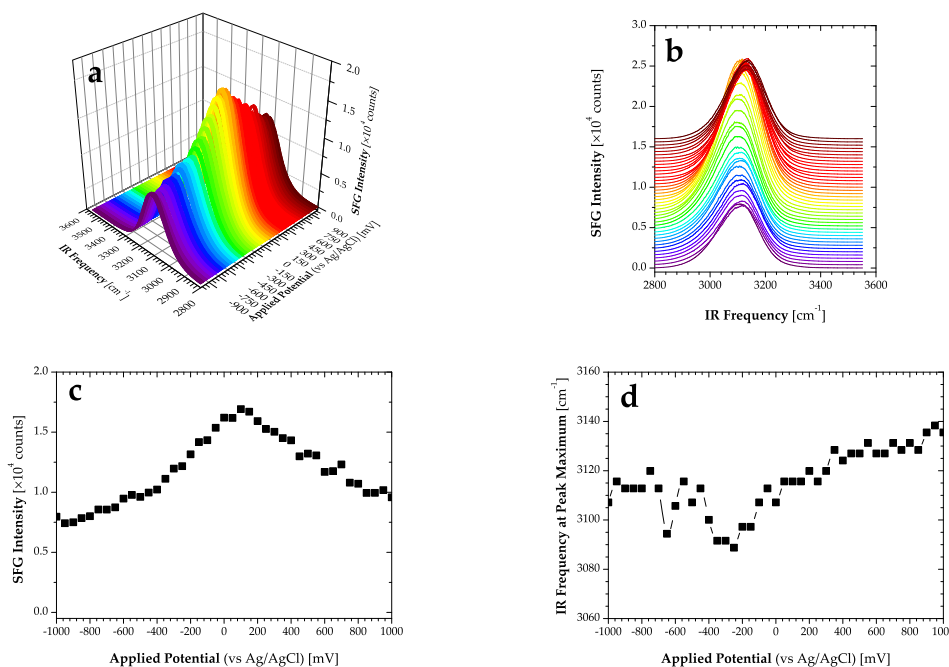 a
2.0
1.5
1.0
0.5
0.0
SFG Intensity [×10⁴ counts]
3600
3500
3400
3300
3200
3100
3000
2900
2800
IR Frequency [cm⁻¹]
900
750
600
450
300
150
0
-150
-300
-450
-600
-750
-900
Applied Potential (vs Ag/AgCl) [mV]
b
3.0
2.5
2.0
1.5
1.0
0.5
0.0
SFG Intensity [×10⁴ counts]
2800 3000 3200 3400 3600
IR Frequency [cm⁻¹]
c
2.0
1.5
1.0
0.5
0.0
SFG Intensity [×10⁴ counts]
-1000 -800 -600 -400 -200 0 200 400 600 800 1000
Applied Potential (vs Ag/AgCl) [mV]
d
3160
3140
3120
3100
3080
3060
IR Frequency at Peak Maximum [cm⁻¹]
-1000 -800 -600 -400 -200 0 200 400 600 800 100
Applied Potential (vs Ag/AgCl) [mV]